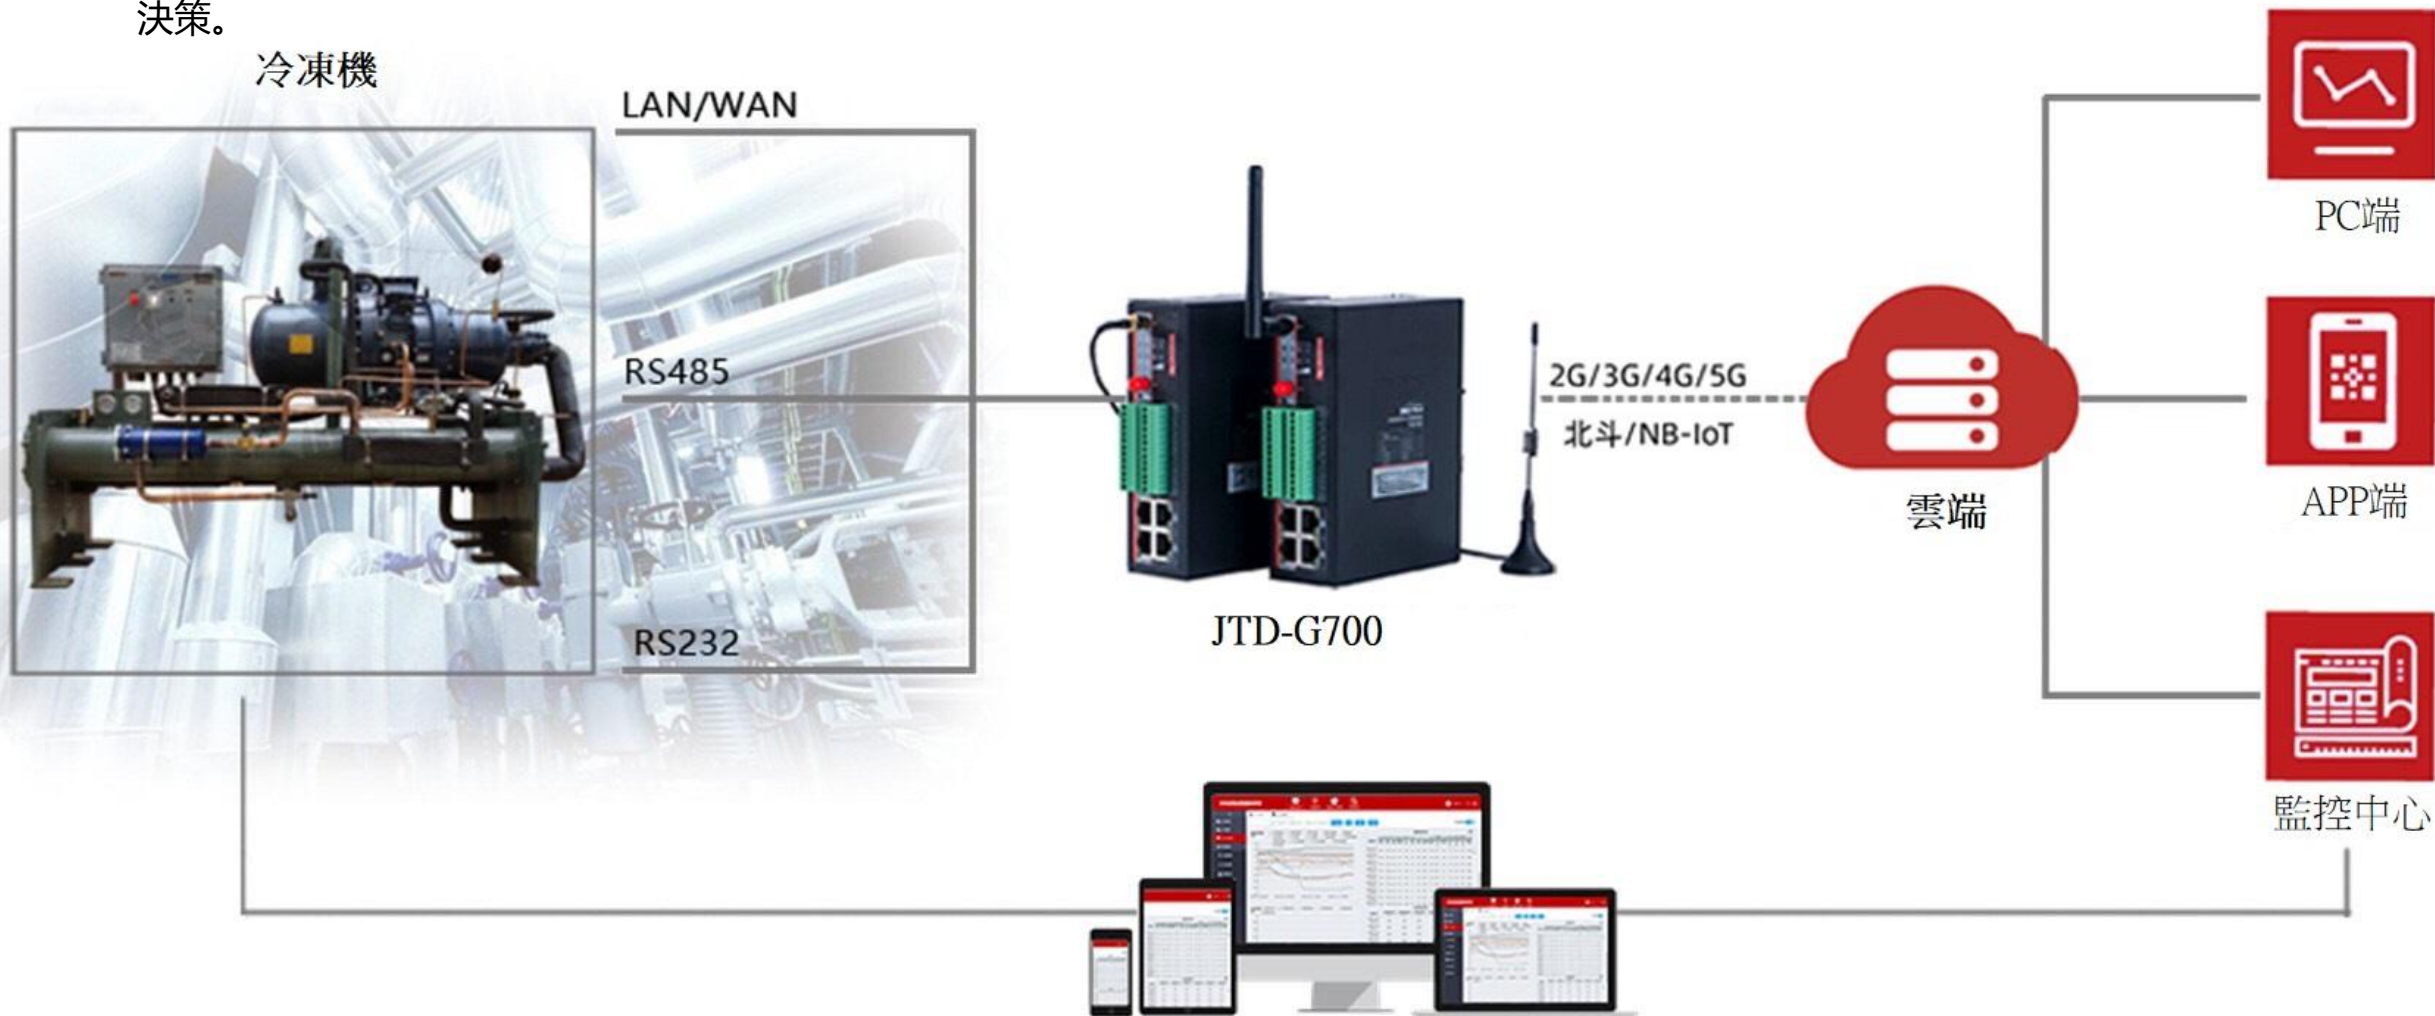 決策。
冷凍機
LAN/WAN
RS485
RS232
JTD-G700
2G/3G/4G/5G
北斗/NB-IoT
雲端
PC端
APP端
監控中心